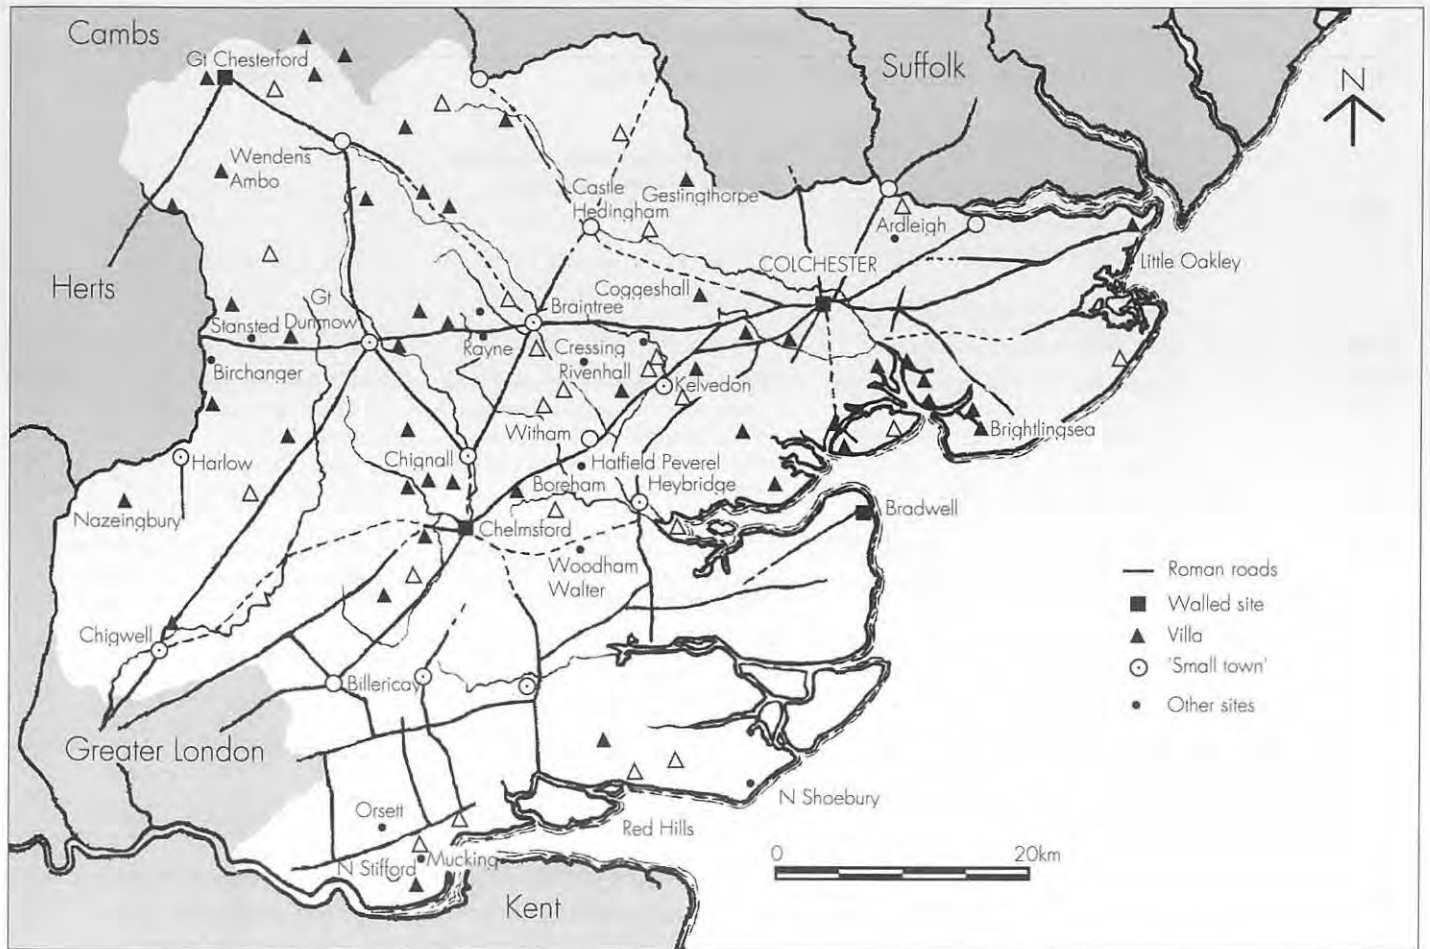 Cambs
Gt Chesterford
Suffolk
N
Wendens
Ambo
Castle
Hedingham
Gestingthorpe
Ardleigh
COLCHESTER
Little Oakley
Herts
Coggeshall
Gt
Dunmow
Stansted
Braintree
Rayne
Cressing
Rivenhall
Birchanger
Kelvedon
Witham
Brightlingsea
Harlow
Chignall
Hatfield Peverel
Boreham
Heybridge
Nazeingbury
Chelmsford
Bradwell
Woodham
Walter
Roman roads
Walled site
Villa
'Small town'
Other sites
Chigwell
Billericay
Greater London
Orsett
N Shoebury
Red Hills
N Stifford
Mucking
0 20km
Kent